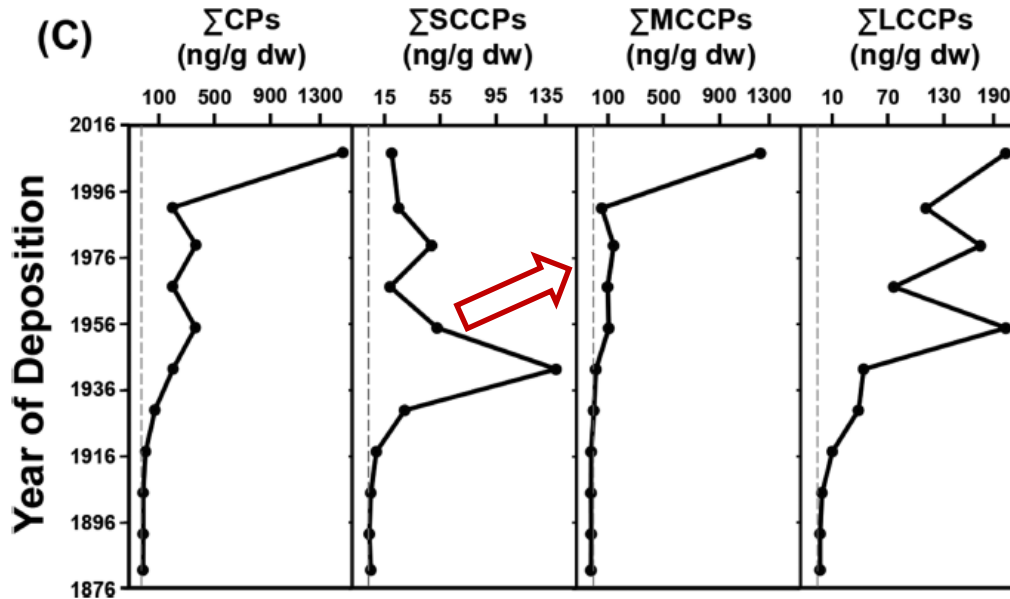 (C)
∑CPs
(ng/g dw)
∑SCCPs
(ng/g dw)
∑MCCPs
(ng/g dw)
∑LCCPs
(ng/g dw)
100 500 900 1300
15 55 95 135
100 500 900 1300
10 70 130 190
Year of Deposition
2016
1996
1976
1956
1936
1916
1896
1876